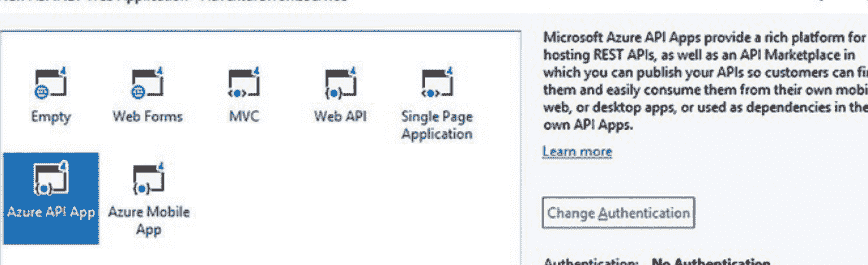 Empty
Web Forms
MVC
Web API
Single Page
Application
Azure API App
Azure Mobile
App
Microsoft Azure API Apps provide a rich platform for
hosting REST APIs, as well as an API Marketplace in
which you can publish your APIs so customers can
them and easily consume them from their own
web, or desktop apps, or used as dependencies in
own API Apps.
Learn more
Change Authentication
Authentication: No Authentication